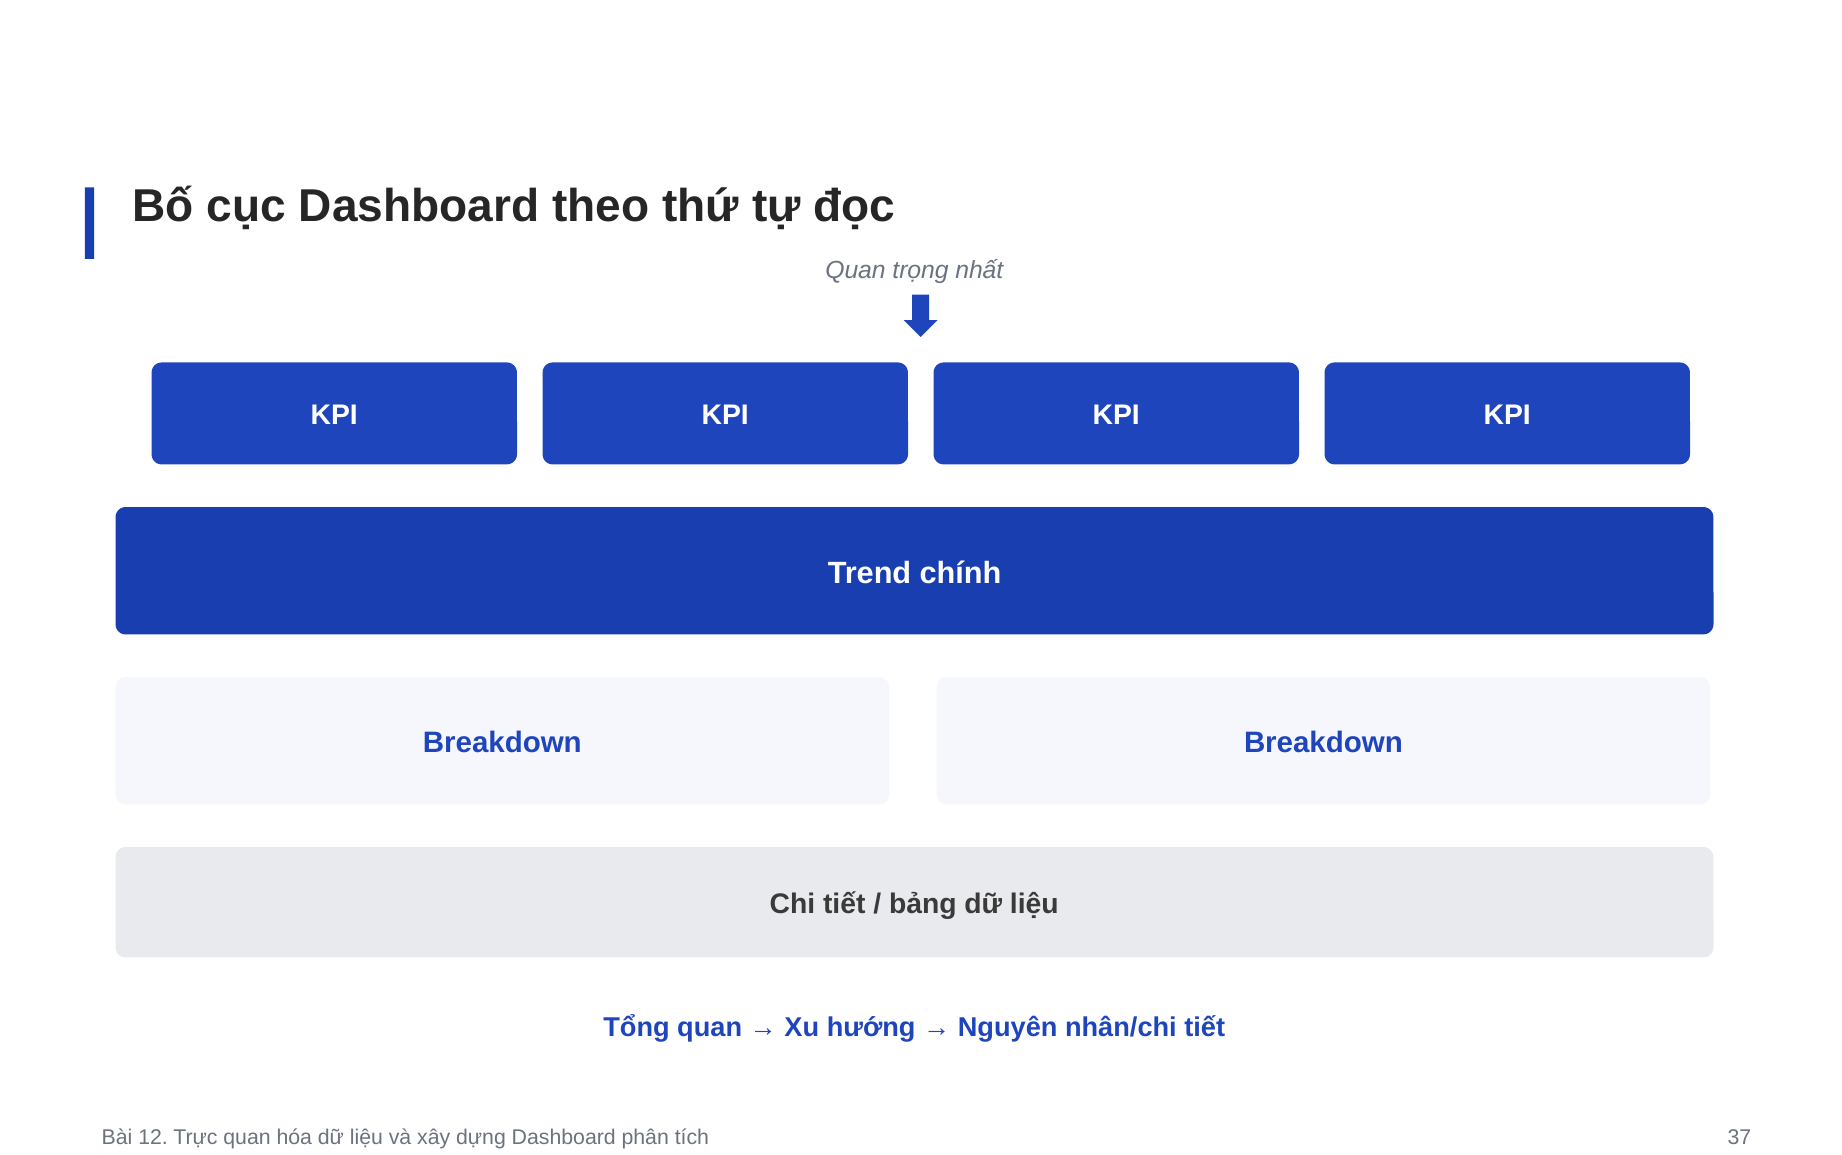 Bố cục Dashboard theo thứ tự đọc
Quan trọng nhất
KPI
KPI
KPI
KPI
Trend chính
Breakdown
Breakdown
Chi tiết / bảng dữ liệu
Tổng quan → Xu hướng → Nguyên nhân/chi tiết
Bài 12. Trực quan hóa dữ liệu và xây dựng Dashboard phân tích
37